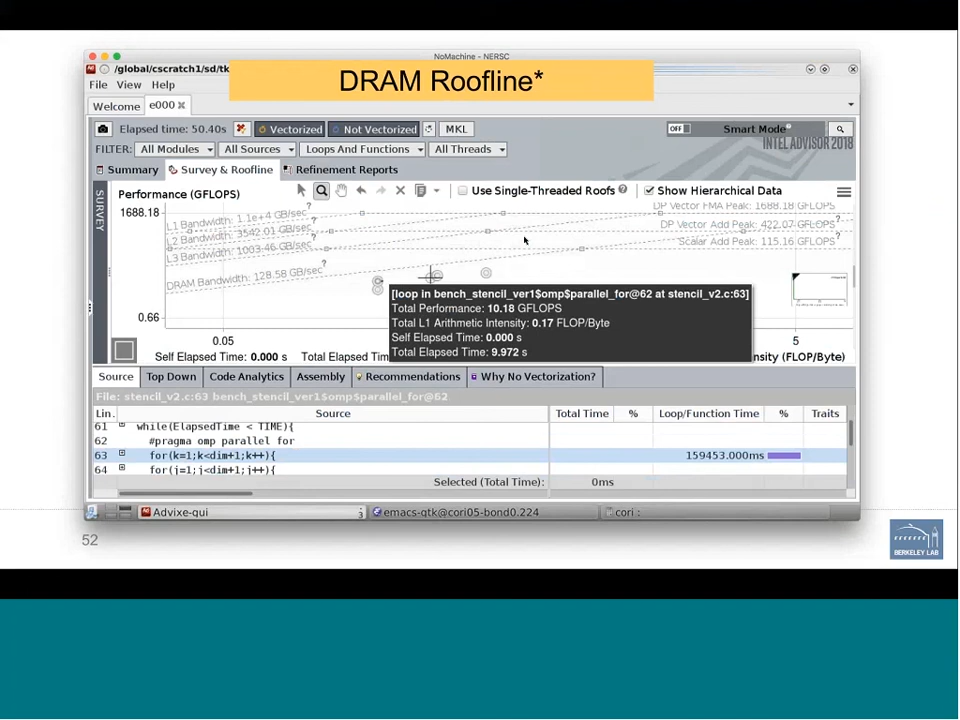 NoMachine - NERSC
/global/cscratch1/sd/tk
DRAM Roofline*
File View Help
Welcome e000
Elapsed time: 50.40s Vectorized Not Vectorized MKL
OFF Smart Mode
FILTER: All Modules All Sources Loops And Functions All Threads
INTEL ADVISOR 2018
Summary Survey & Roofline Refinement Reports
SURVEY
Performance (GFLOPS) Use Single-Threaded Roofs Show Hierarchical Data
1688.18
L1 Bandwidth: 1.1e+4 GB/sec
L2 Bandwidth: 3542.01 GB/sec
L3 Bandwidth: 1003.46 GB/sec
DRAM Bandwidth: 128.58 GB/sec
DP Vector FMA Peak: 1688.18 GFLOPS
DP Vector Add Peak: 422.07 GFLOPS
Scalar Add Peak: 115.16 GFLOPS
[loop in bench_stencil_ver1$omp$parallel_for@62 at stencil_v2.c:63]
Total Performance: 10.18 GFLOPS
Total L1 Arithmetic Intensity: 0.17 FLOP/Byte
Self Elapsed Time: 0.000 s
Total Elapsed Time: 9.972 s
0.66
0.05 5
Self Elapsed Time: 0.000 s Total Elapsed Tim nsity (FLOP/Byte)
Source Top Down Code Analytics Assembly Recommendations Why No Vectorization?
File: stencil_v2.c:63 bench_stencil_ver1$omp$parallel_for@62
Lin. Source Total Time % Loop/Function Time % Traits
61 while(ElapsedTime < TIME){
62 #pragma omp parallel for
63 for(k=1;k<dim+1;k++){ 159453.000ms
64 for(j=1;j<dim+1;j++){
Selected (Total Time): 0ms
Advixe-gui 3 emacs-gtk@cori05-bond0.224 cori :
52
BERKELEY LAB